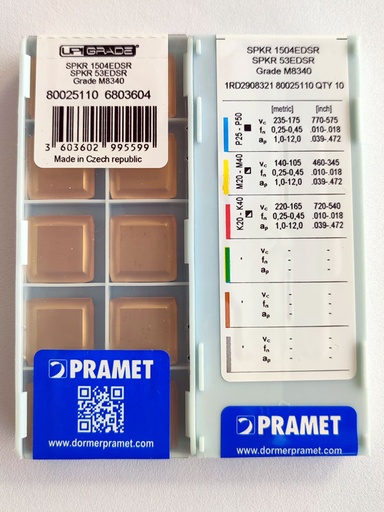 UP!GRADE
SPKR 1504EDSR
SPKR 53EDSR
Grade M8340
80025110 6803604
3 603602 995599
Made in Czech republic
PRAMET
www.dormerpramet.com
SPKR 1504EDSR
SPKR 53EDSR
Grade M8340
1RD2908321 80025110 QTY 10
[metric] [inch]
P25 - P50
vc 235-175 770-575
fn 0,25-0,45 .010-.018
ap 1,0-12,0 .039-.472
M20 - M40
vc 140-105 460-345
fn 0,25-0,45 .010-.018
ap 1,0-12,0 .039-.472
K20 - K40
vc 220-165 720-540
fn 0,25-0,45 .010-.018
ap 1,0-12,0 .039-.472
vc - -
fn - -
ap - -
vc - -
fn - -
ap - -
vc - -
fn - -
ap - -
PRAMET
www.dormerpramet.com